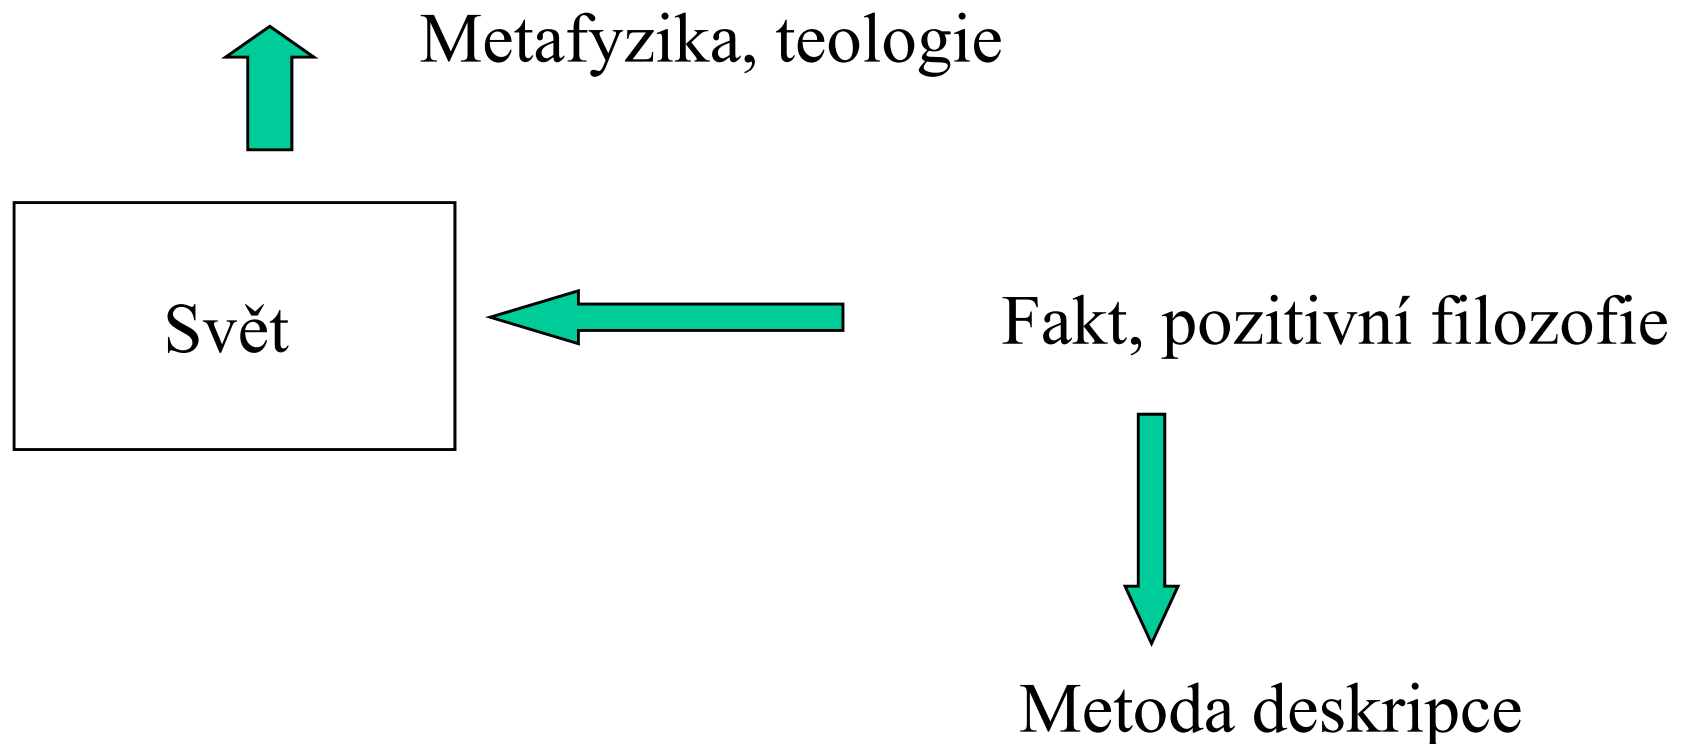 Metafyzika, teologie
Svět
Fakt, pozitivní filozofie
Metoda deskripce